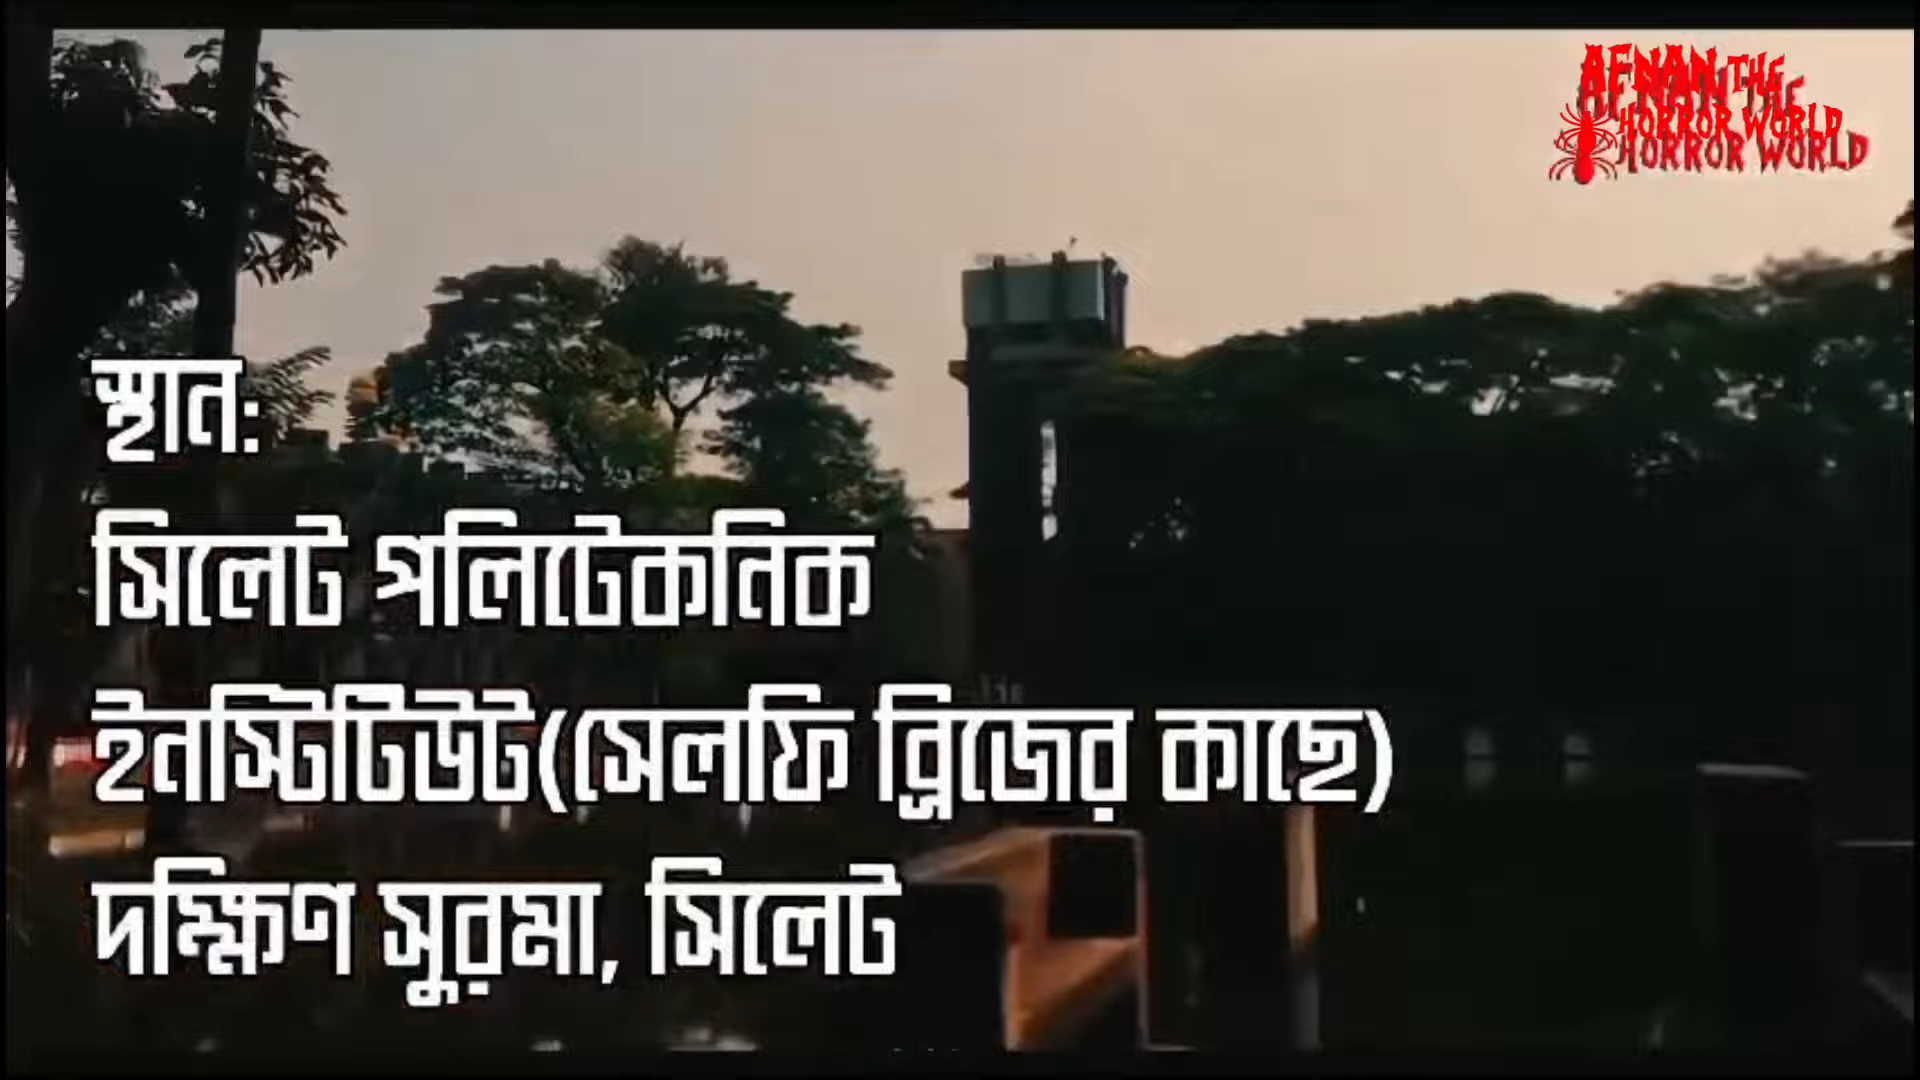 AFNAN THE
HORROR WORLD
স্থান:
সিলেট পলিটেকনিক
ইনস্টিটিউট(সেলফি ব্রিজের কাছে)
দক্ষিণ সুরমা, সিলেট